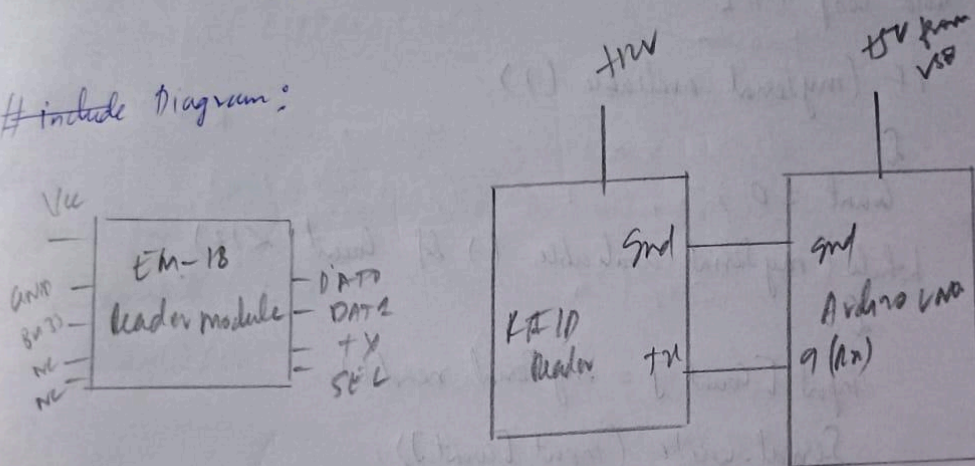 #include Diagram:
+12V
+5V from
USB
Vcc
GND
NC
NC
EM-18
Reader module
DAT0
DAT1
TX
SEL
Gnd
RFID
Reader
tx
gnd
Arduino UNO
9 (Rx)